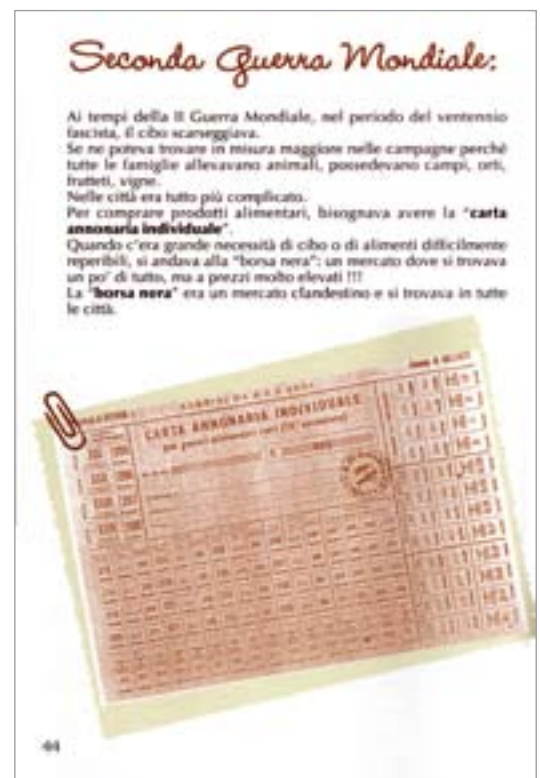 Seconda Guerra Mondiale:
Ai tempi della II Guerra Mondiale, nel periodo del ventennio
fascista, il cibo scarseggiava.
Se ne poteva trovare in misura maggiore nelle campagne perché
tutte le famiglie allevavano animali, possedevano campi, orti,
frutteti, vigne.
Nelle città era tutto più complicato.
Per comprare prodotti alimentari, bisognava avere la "carta
annonaria individuale".
Quando c'era grande necessità di cibo o di alimenti difficilmente
reperibili, si andava alla "borsa nera": un mercato dove si trovava
un po' di tutto, ma a prezzi molto elevati !!!
La "borsa nera" era un mercato clandestino e si trovava in tutte
le città.
CARTA ANNONARIA INDIVIDUALE
44